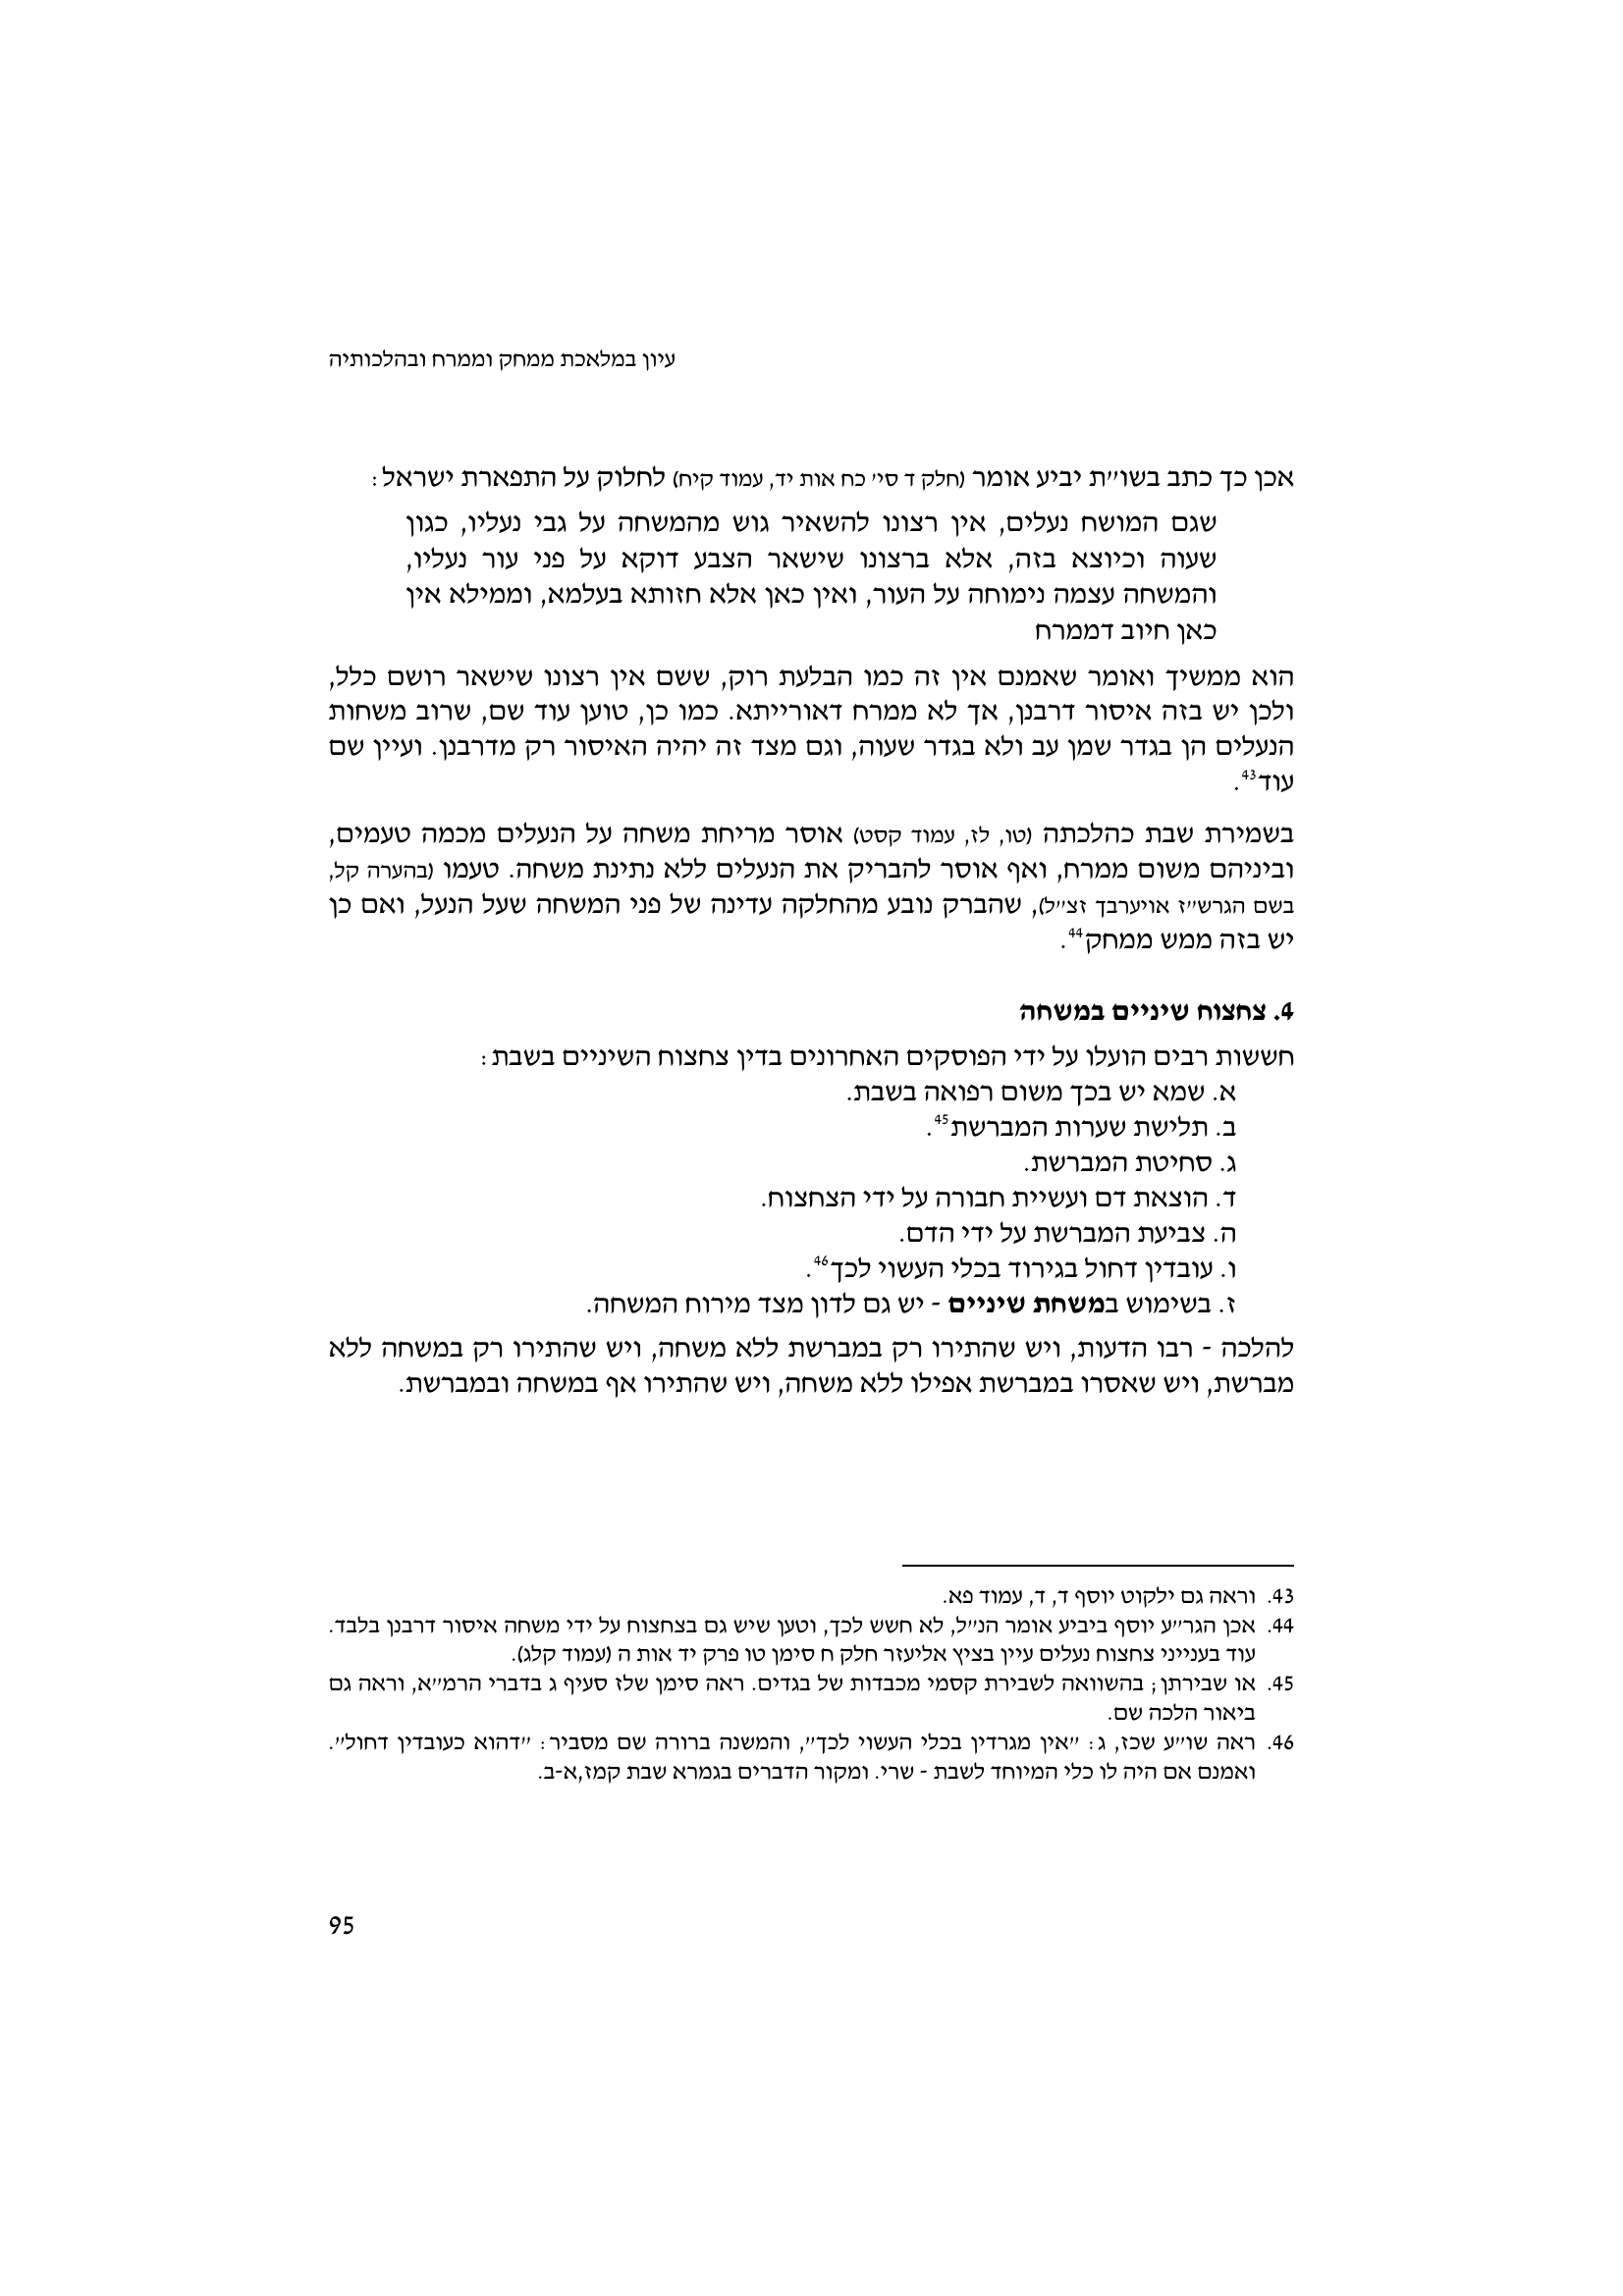 עיון במלאכת ממחק וממרח ובהלכותיה
אכן כך כתב בשו״ת יביע אומר (חלק ד סי׳ כח אות יד, עמוד קיח) לחלוק על התפארת ישראל:
שגם המושח נעלים, אין רצונו להשאיר גוש מהמשחה על גבי נעליו, כגון
שעוה וכיוצא בזה, אלא ברצונו שישאר הצבע דוקא על פני עור נעליו,
והמשחה עצמה נימוחה על העור, ואין כאן אלא חזותא בעלמא, וממילא אין
כאן חיוב דממרח
הוא ממשיך ואומר שאמנם אין זה כמו הבלעת רוק, ששם אין רצונו שישאר רושם כלל,
ולכן יש בזה איסור דרבנן, אך לא ממרח דאורייתא. כמו כן, טוען עוד שם, שרוב משחות
הנעלים הן בגדר שמן עב ולא בגדר שעוה, וגם מצד זה יהיה האיסור רק מדרבנן. ועיין שם
עוד43.
בשמירת שבת כהלכתה (טו, לז, עמוד קסט) אוסר מריחת משחה על הנעלים מכמה טעמים,
וביניהם משום ממרח, ואף אוסר להבריק את הנעלים ללא נתינת משחה. טעמו (בהערה קל,
בשם הגרש״ז אויערבך זצ״ל), שהברק נובע מהחלקה עדינה של פני המשחה שעל הנעל, ואם כן
יש בזה ממש ממחק44.
4. צחצוח שיניים במשחה
חששות רבים הועלו על ידי הפוסקים האחרונים בדין צחצוח השיניים בשבת:
א. שמא יש בכך משום רפואה בשבת.
ב. תלישת שערות המברשת45.
ג. סחיטת המברשת.
ד. הוצאת דם ועשיית חבורה על ידי הצחצוח.
ה. צביעת המברשת על ידי הדם.
ו. עובדין דחול בגירוד בכלי העשוי לכך46.
ז. בשימוש במשחת שיניים - יש גם לדון מצד מירוח המשחה.
להלכה - רבו הדעות, ויש שהתירו רק במברשת ללא משחה, ויש שהתירו רק במשחה ללא
מברשת, ויש שאסרו במברשת אפילו ללא משחה, ויש שהתירו אף במשחה ובמברשת.
43. וראה גם ילקוט יוסף ד, ד, עמוד פא.
44. אכן הגר״ע יוסף ביביע אומר הנ״ל, לא חשש לכך, וטען שיש גם בצחצוח על ידי משחה איסור דרבנן בלבד.
עוד בענייני צחצוח נעלים עיין בציץ אליעזר חלק ח סימן טו פרק יד אות ה (עמוד קלג).
45. או שבירתן; בהשוואה לשבירת קסמי מכבדות של בגדים. ראה סימן שלז סעיף ג בדברי הרמ״א, וראה גם
ביאור הלכה שם.
46. ראה שו״ע שכז, ג: ״אין מגרדין בכלי העשוי לכך״, והמשנה ברורה שם מסביר: ״דהוא כעובדין דחול״.
ואמנם אם היה לו כלי המיוחד לשבת - שרי. ומקור הדברים בגמרא שבת קמז,א-ב.
95